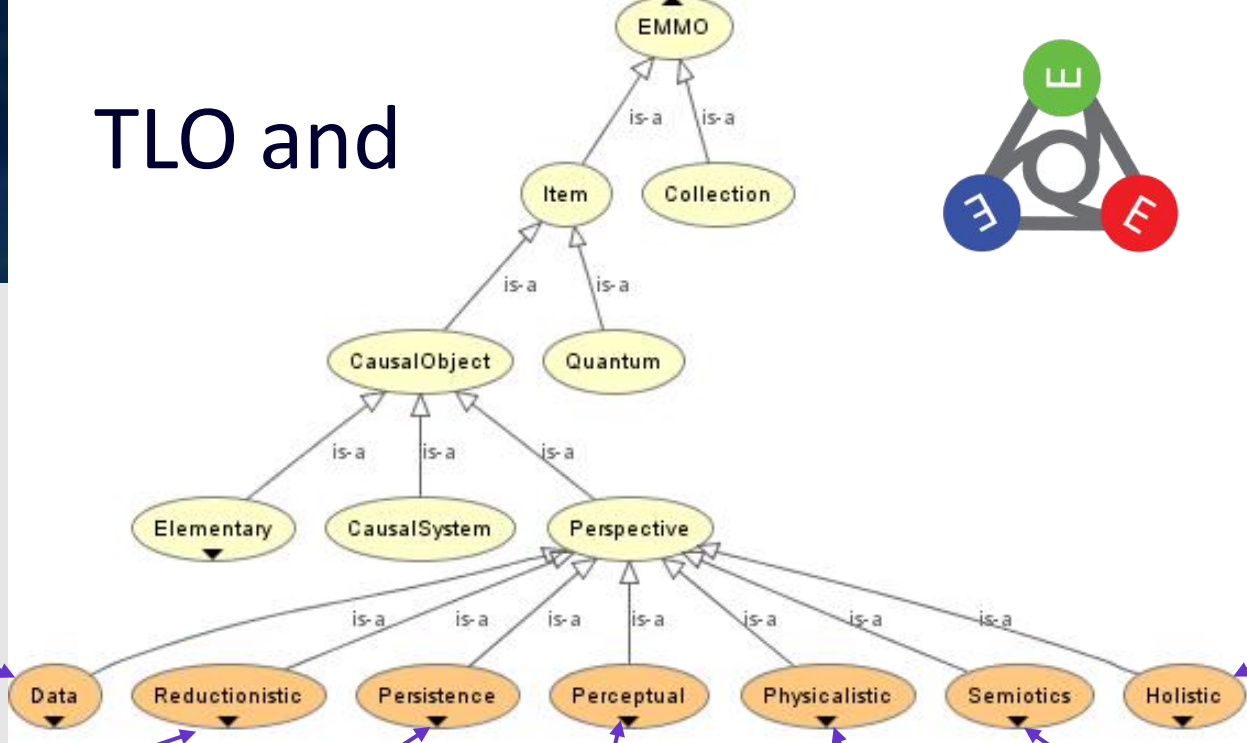 EMMO
TLO and
E
is-a is-a
Item Collection
E E
is-a is-a
CausalObject Quantum
is-a is-a is-a
Elementary CausalSystem Perspective
is-a is-a is-a is-a is-a is-a is-a
Data Reductionistic Persistence Perceptual Physicalistic Semiotics Holistic